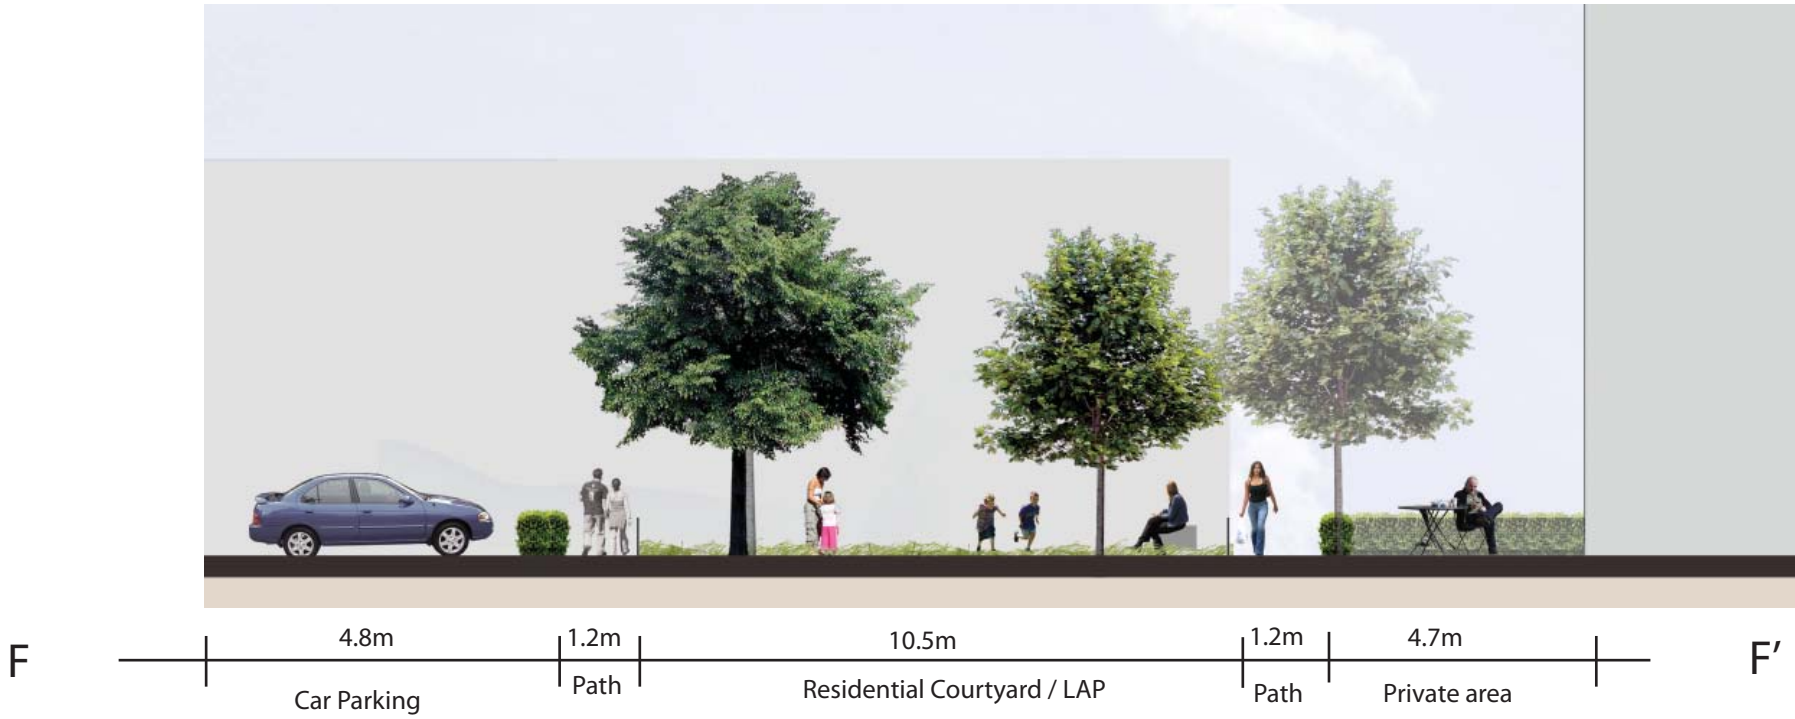 4.8m 1.2m 10.5m 1.2m 4.7m
F F′
Car Parking Path Residential Courtyard / LAP Path Private area